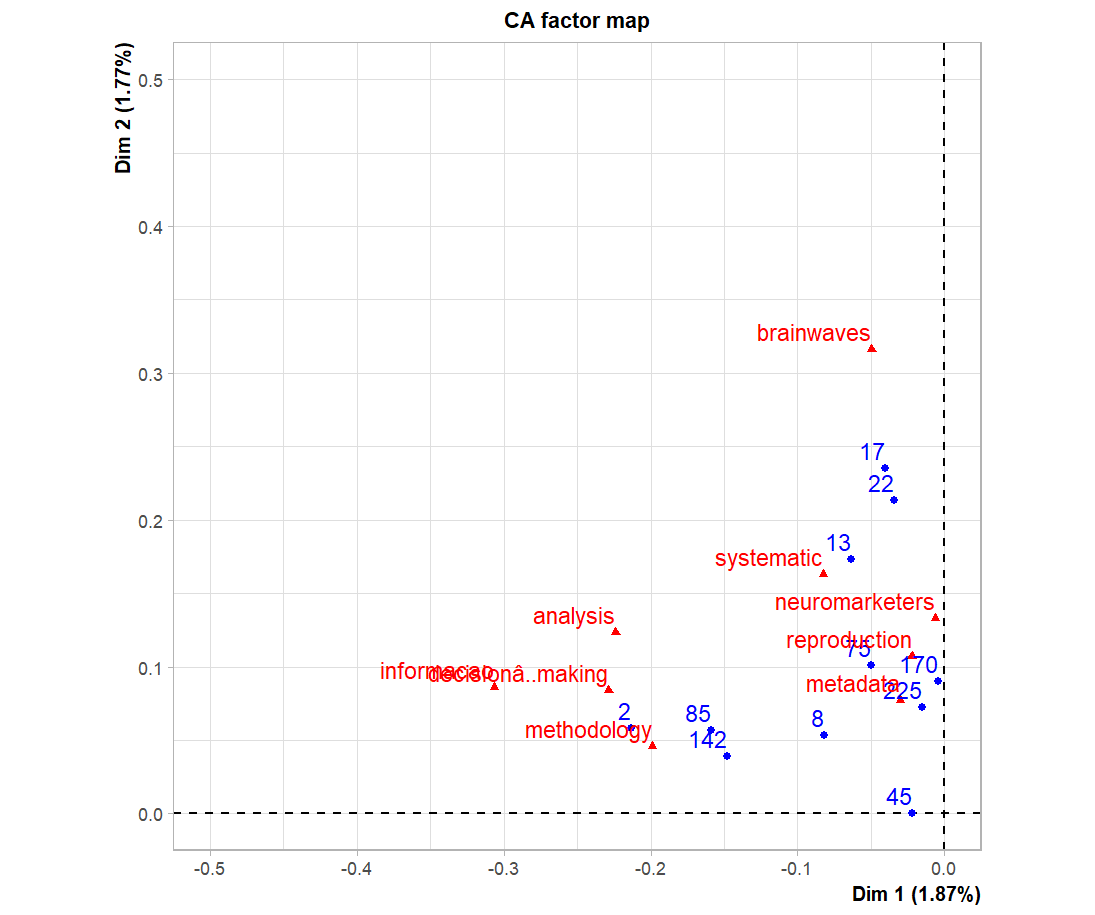 CA factor map
Dim 2 (1.77%)
0.5
0.4
0.3
0.2
0.1
0.0
brainwaves
17
22
13
systematic
neuromarketers
analysis
reproduction
75
170
informacao
decisionâ..making
metadata
225
2
85
8
methodology
142
45
-0.5
-0.4
-0.3
-0.2
-0.1
0.0
Dim 1 (1.87%)